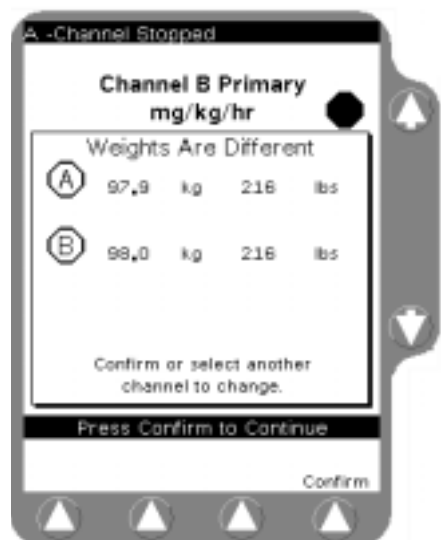 A -Channel Stopped
Channel B Primary
mg/kg/hr
Weights Are Different
A 97.9 kg 216 lbs
B 98.0 kg 216 lbs
Confirm or select another
channel to change.
Press Confirm to Continue
Confirm